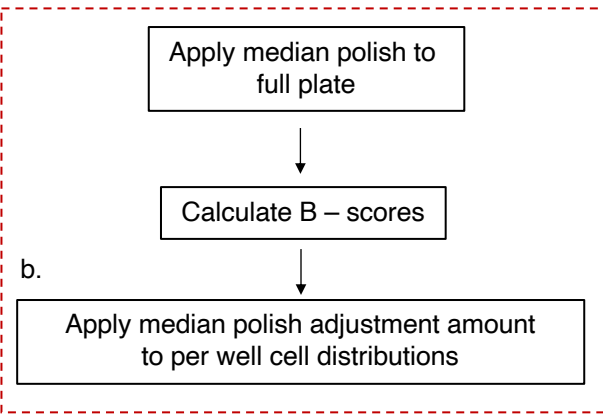 Apply median polish to
full plate
Calculate B – scores
b.
Apply median polish adjustment amount
to per well cell distributions